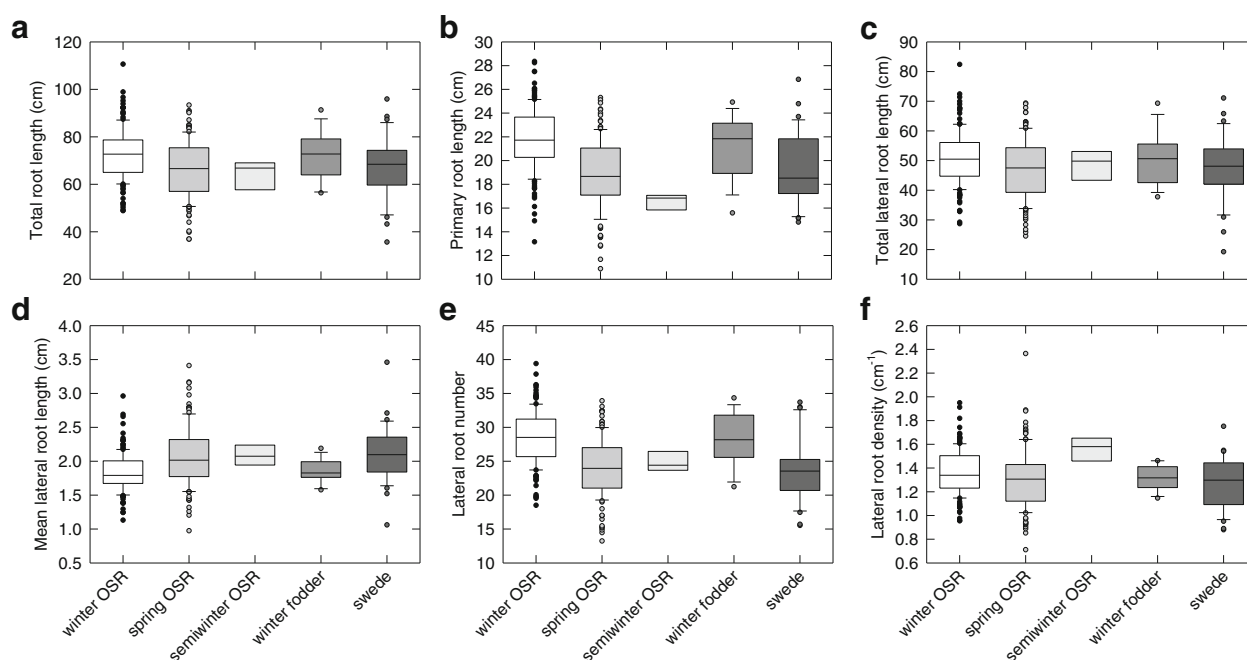 a
120
100
80
60
40
20
Total root length (cm)
b
30
28
26
24
22
20
18
16
14
12
10
Primary root length (cm)
c
90
80
70
60
50
40
30
20
10
Total lateral root length (cm)
d
4.0
3.5
3.0
2.5
2.0
1.5
1.0
0.5
Mean lateral root length (cm)
winter OSR
spring OSR
semiwinter OSR
winter fodder
swede
e
45
40
35
30
25
20
15
10
Lateral root number
winter OSR
spring OSR
semiwinter OSR
winter fodder
swede
f
2.6
2.4
2.2
2.0
1.8
1.6
1.4
1.2
1.0
0.8
0.6
Lateral root density (cm⁻¹)
winter OSR
spring OSR
semiwinter OSR
winter fodder
swede